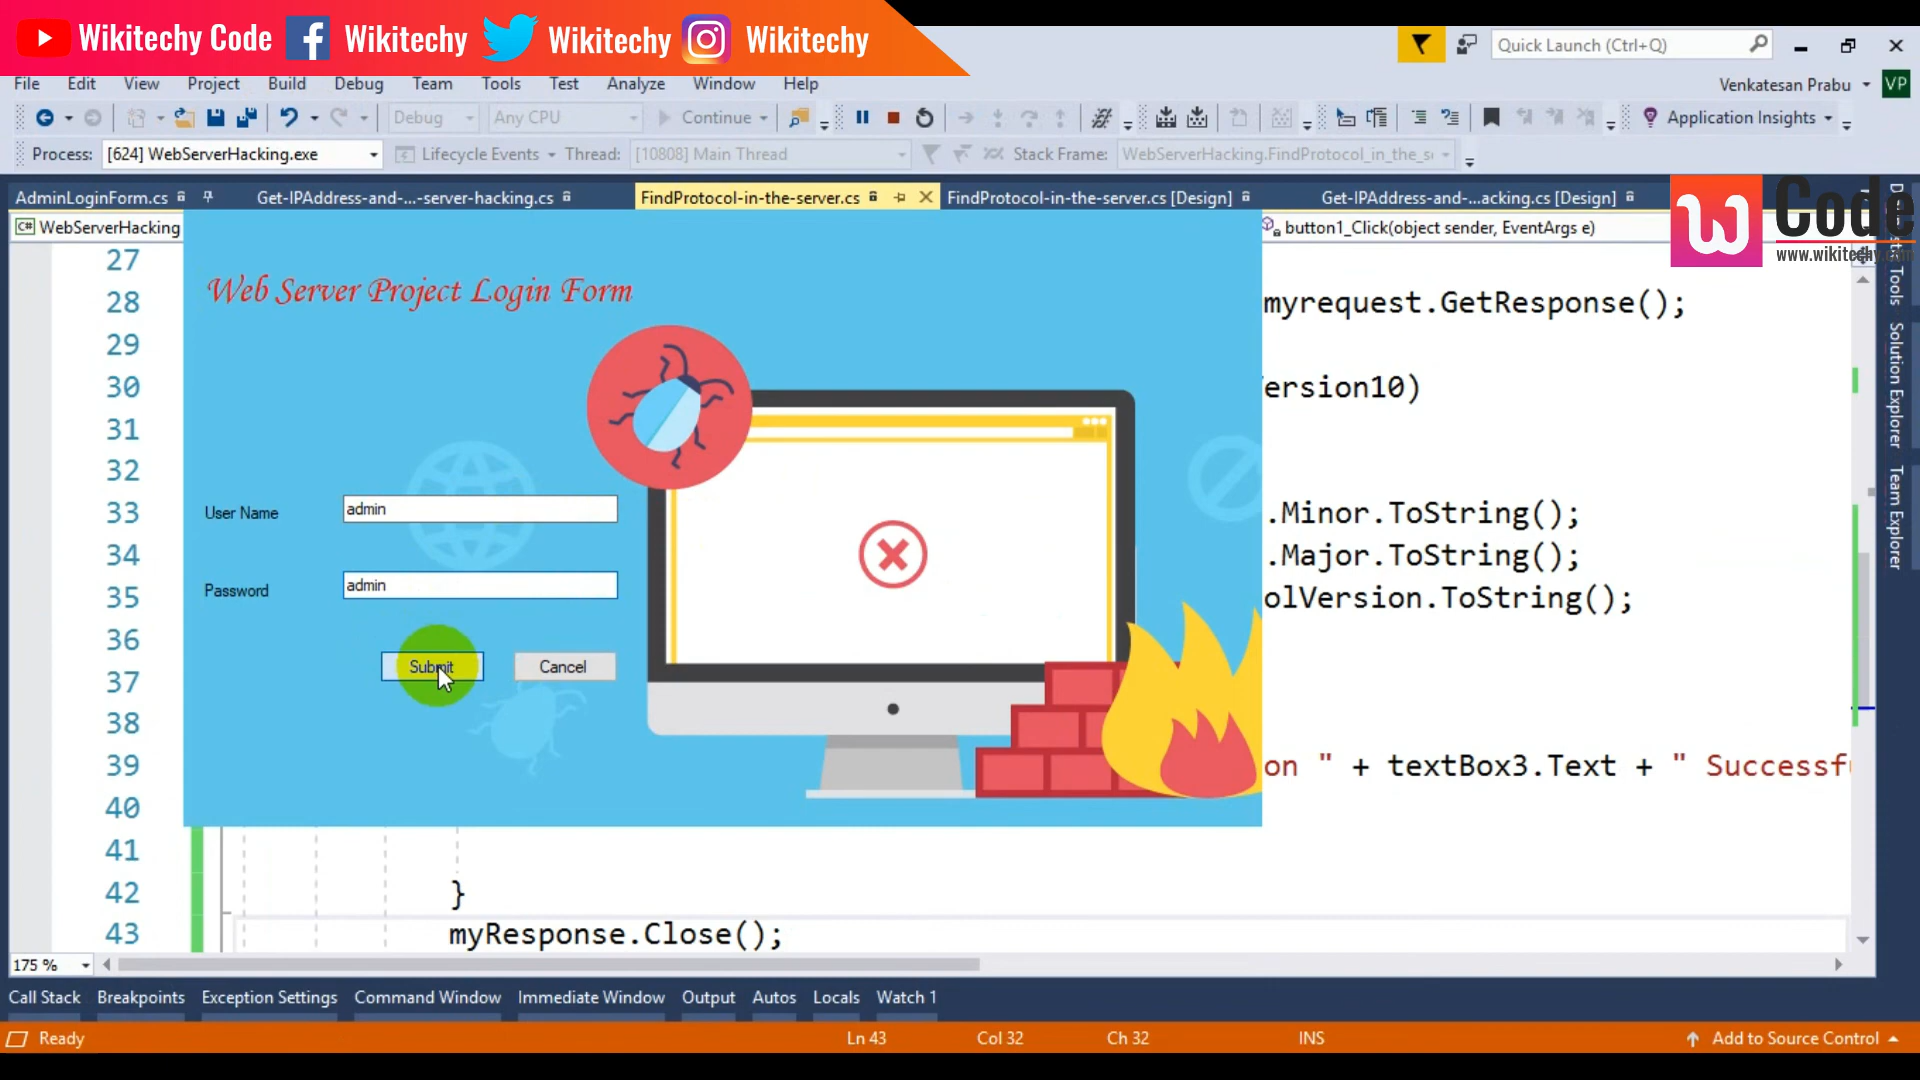 Wikitechy Code Wikitechy Wikitechy Wikitechy
Quick Launch (Ctrl+Q)
File Edit View Project Build Debug Team Tools Test Analyze Window Help
Venkatesan Prabu VP
Debug Any CPU Continue Application Insights
Process: [624] WebServerHacking.exe Lifecycle Events Thread: [10808] Main Thread Stack Frame: WebServerHacking.FindProtocol_in_the_s
AdminLoginForm.cs Get-IPAddress-and-...-server-hacking.cs FindProtocol-in-the-server.cs FindProtocol-in-the-server.cs [Design] Get-IPAddress-and-...acking.cs [Design]
C# WebServerHacking button1_Click(object sender, EventArgs e)
W Code
www.wikitechy.com
Tools
Solution Explorer
Team Explorer
27
28 myrequest.GetResponse();
29
30 ersion10)
31
32
33 .Minor.ToString();
34 .Major.ToString();
35 olVersion.ToString();
36
37
38
39 on " + textBox3.Text + " Successf
40
41
42 }
43 myResponse.Close();
Web Server Project Login Form
User Name admin
Password admin
Submit Cancel
175 %
Call Stack Breakpoints Exception Settings Command Window Immediate Window Output Autos Locals Watch 1
Ready Ln 43 Col 32 Ch 32 INS Add to Source Control